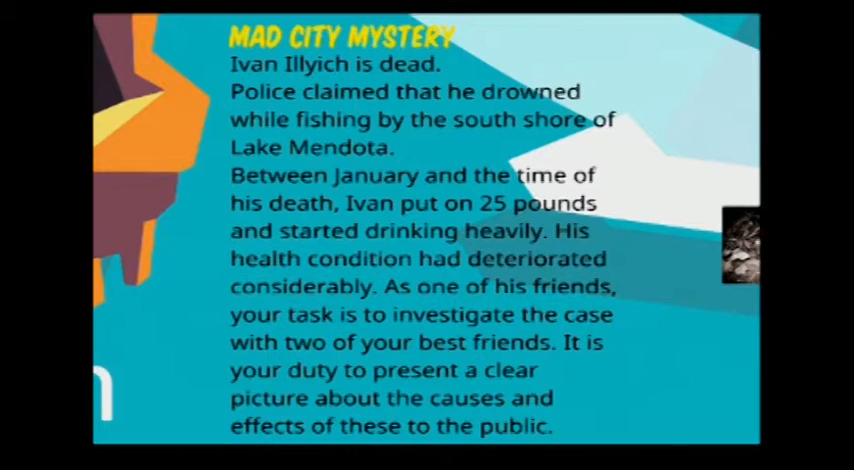 MAD CITY MYSTERY
Ivan Illyich is dead.
Police claimed that he drowned
while fishing by the south shore of
Lake Mendota.
Between January and the time of
his death, Ivan put on 25 pounds
and started drinking heavily. His
health condition had deteriorated
considerably. As one of his friends,
your task is to investigate the case
with two of your best friends. It is
your duty to present a clear
picture about the causes and
effects of these to the public.